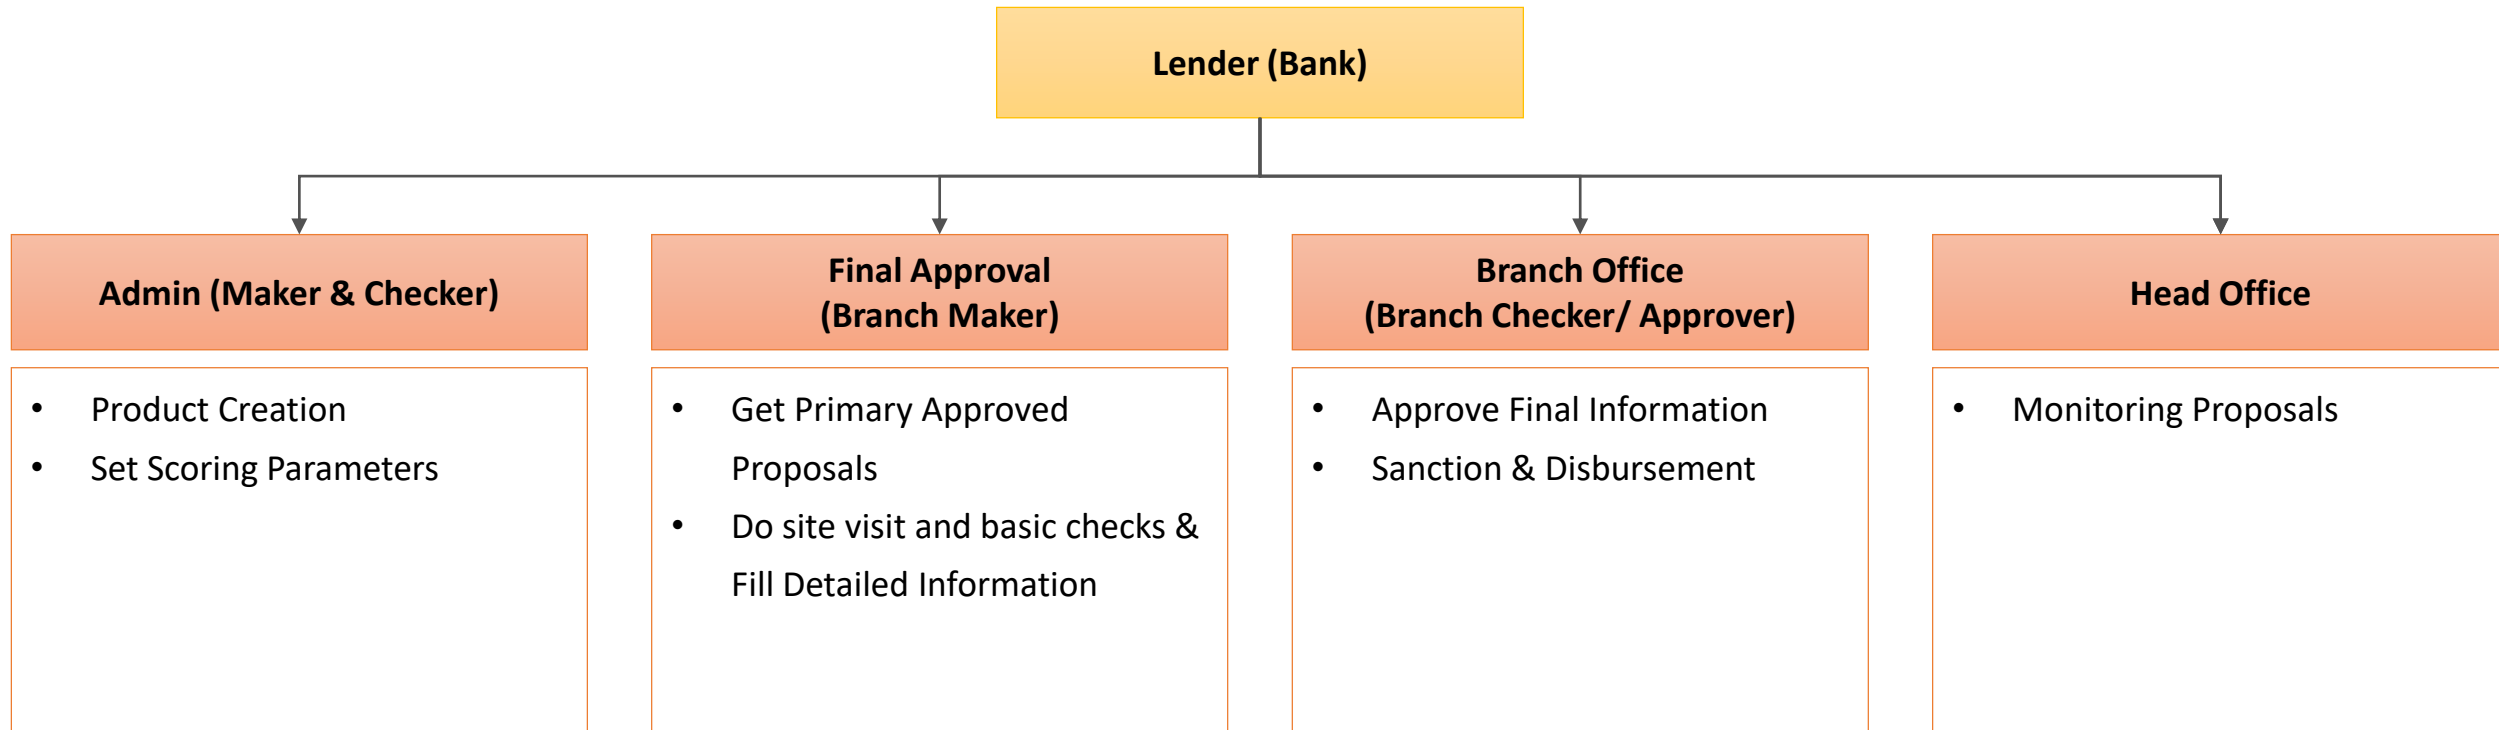 Lender (Bank)
Admin (Maker & Checker)
• Product Creation
• Set Scoring Parameters
Final Approval
(Branch Maker)
• Get Primary Approved
Proposals
• Do site visit and basic checks &
Fill Detailed Information
Branch Office
(Branch Checker/ Approver)
• Approve Final Information
• Sanction & Disbursement
Head Office
• Monitoring Proposals